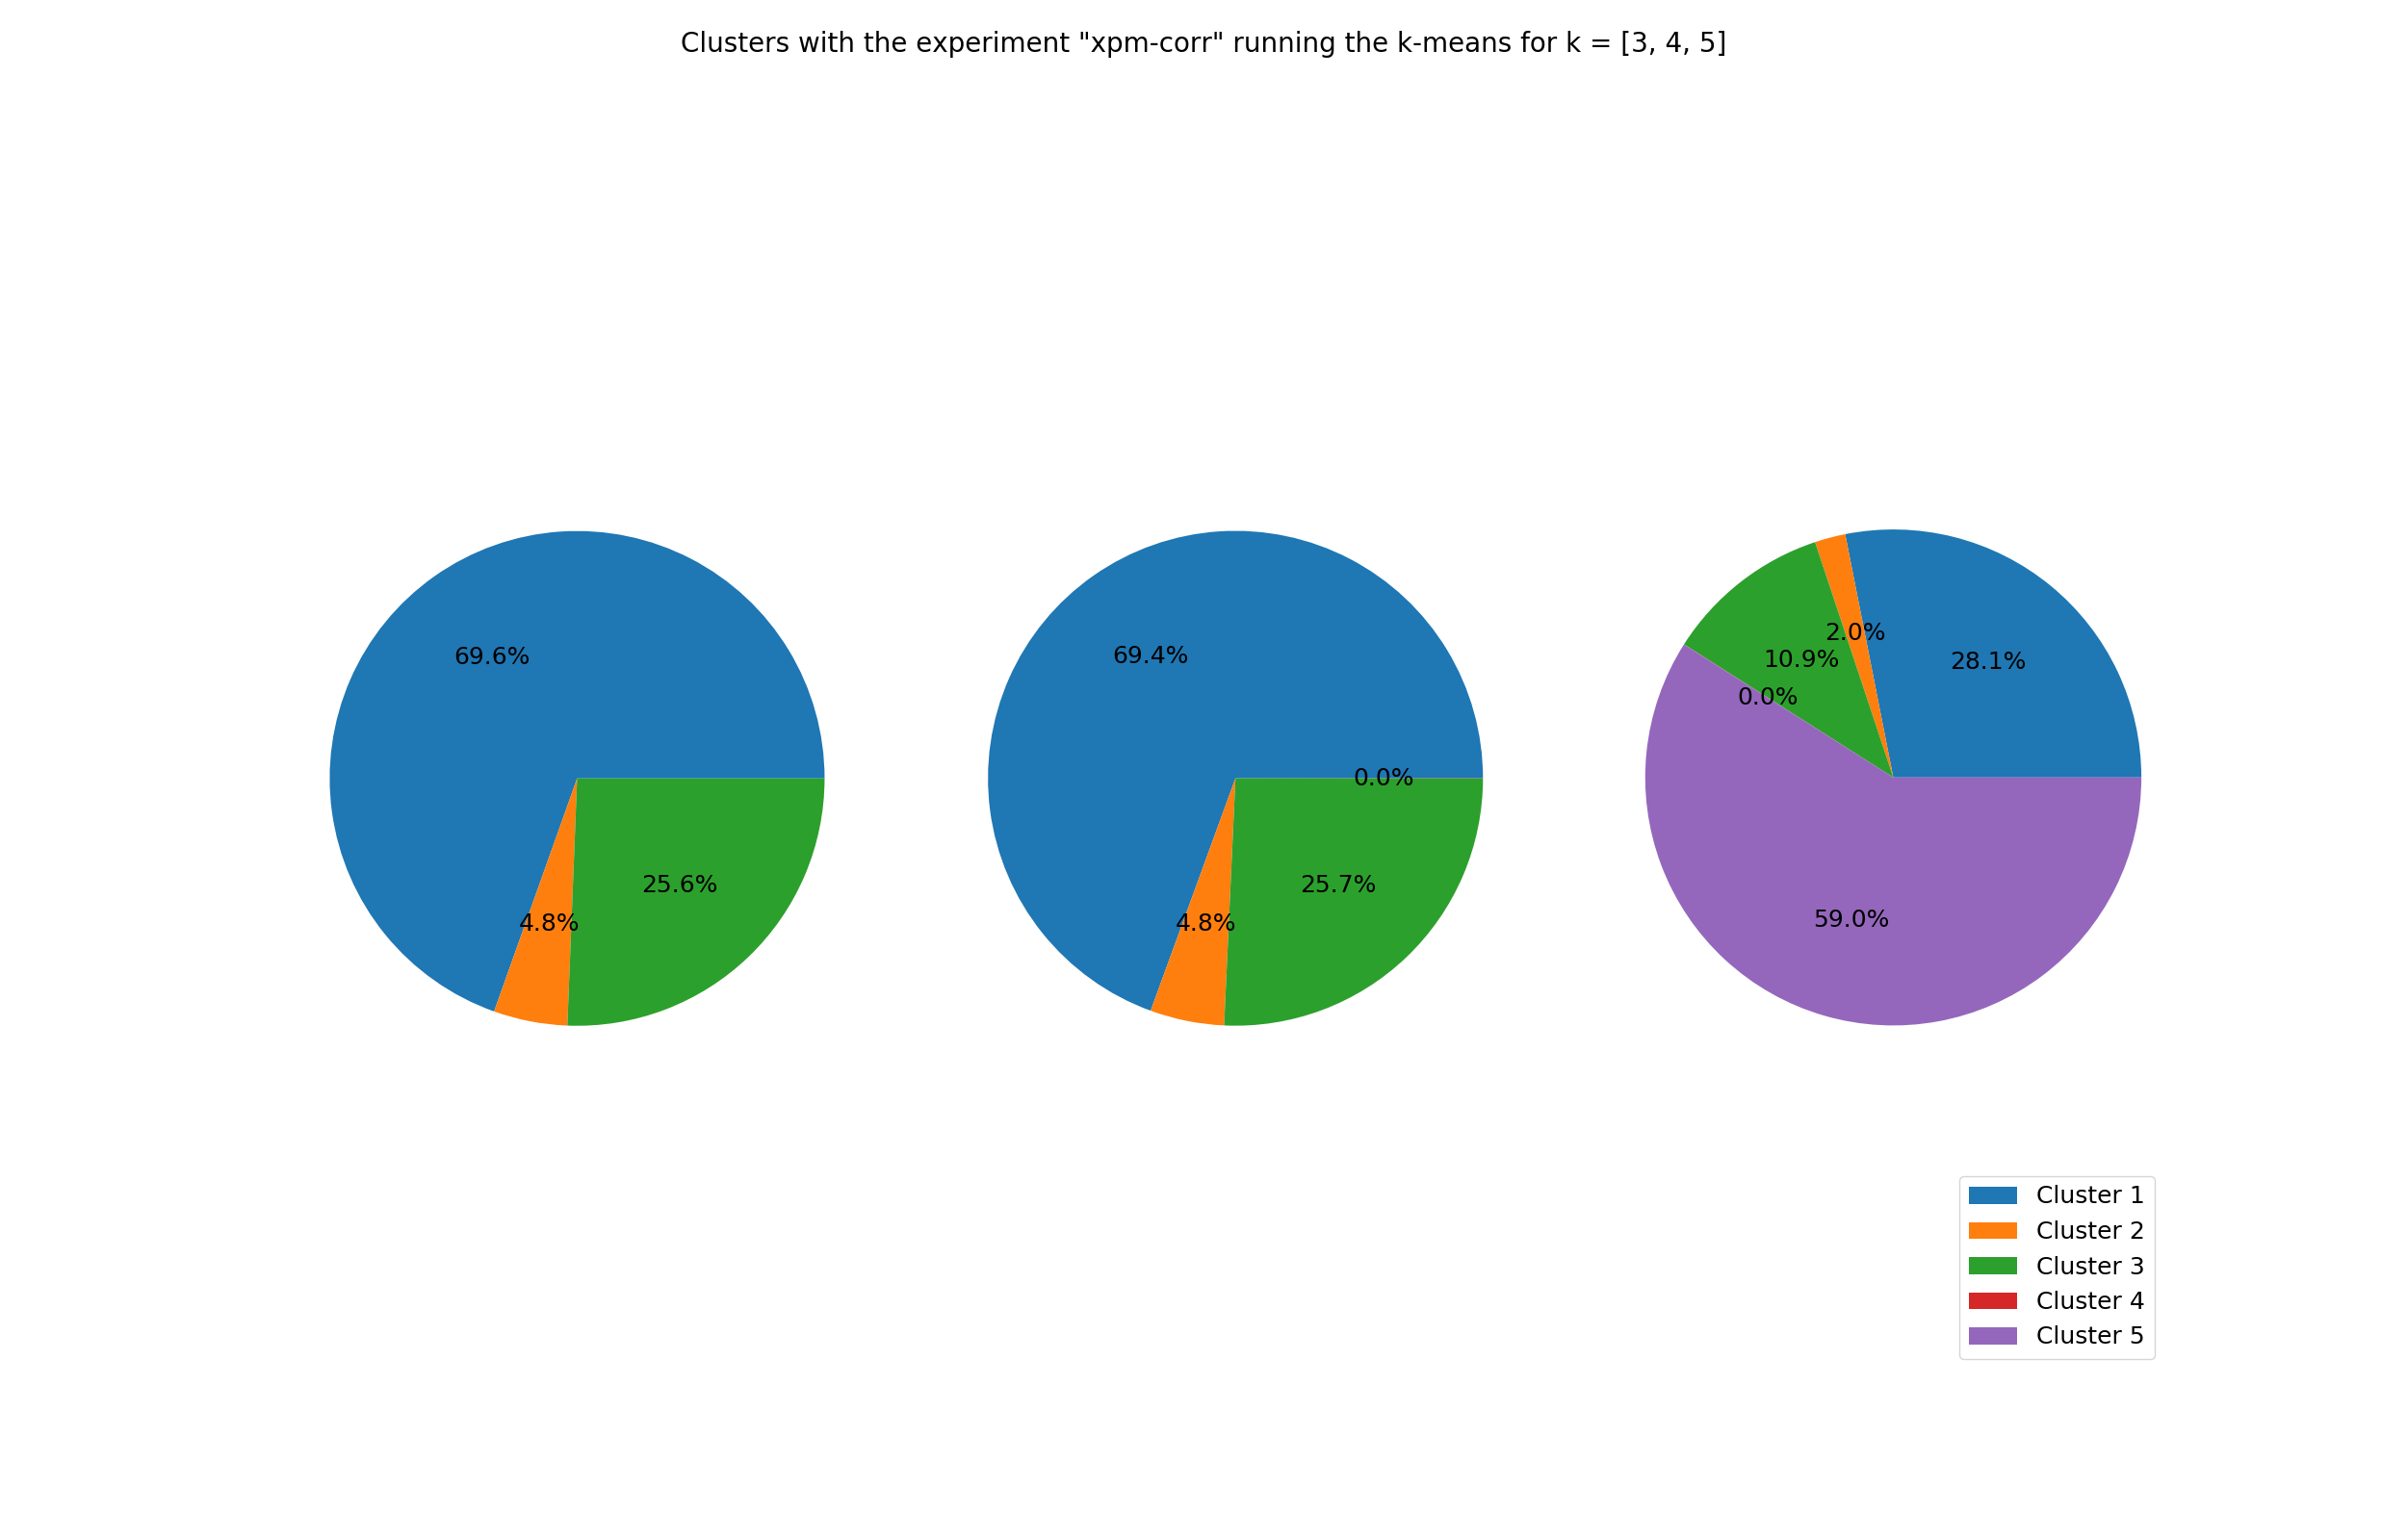 Clusters with the experiment "xpm-corr" running the k-means for k = [3, 4, 5]
69.6%
4.8%
25.6%
69.4%
0.0%
25.7%
4.8%
2.0%
28.1%
10.9%
0.0%
59.0%
Cluster 1
Cluster 2
Cluster 3
Cluster 4
Cluster 5